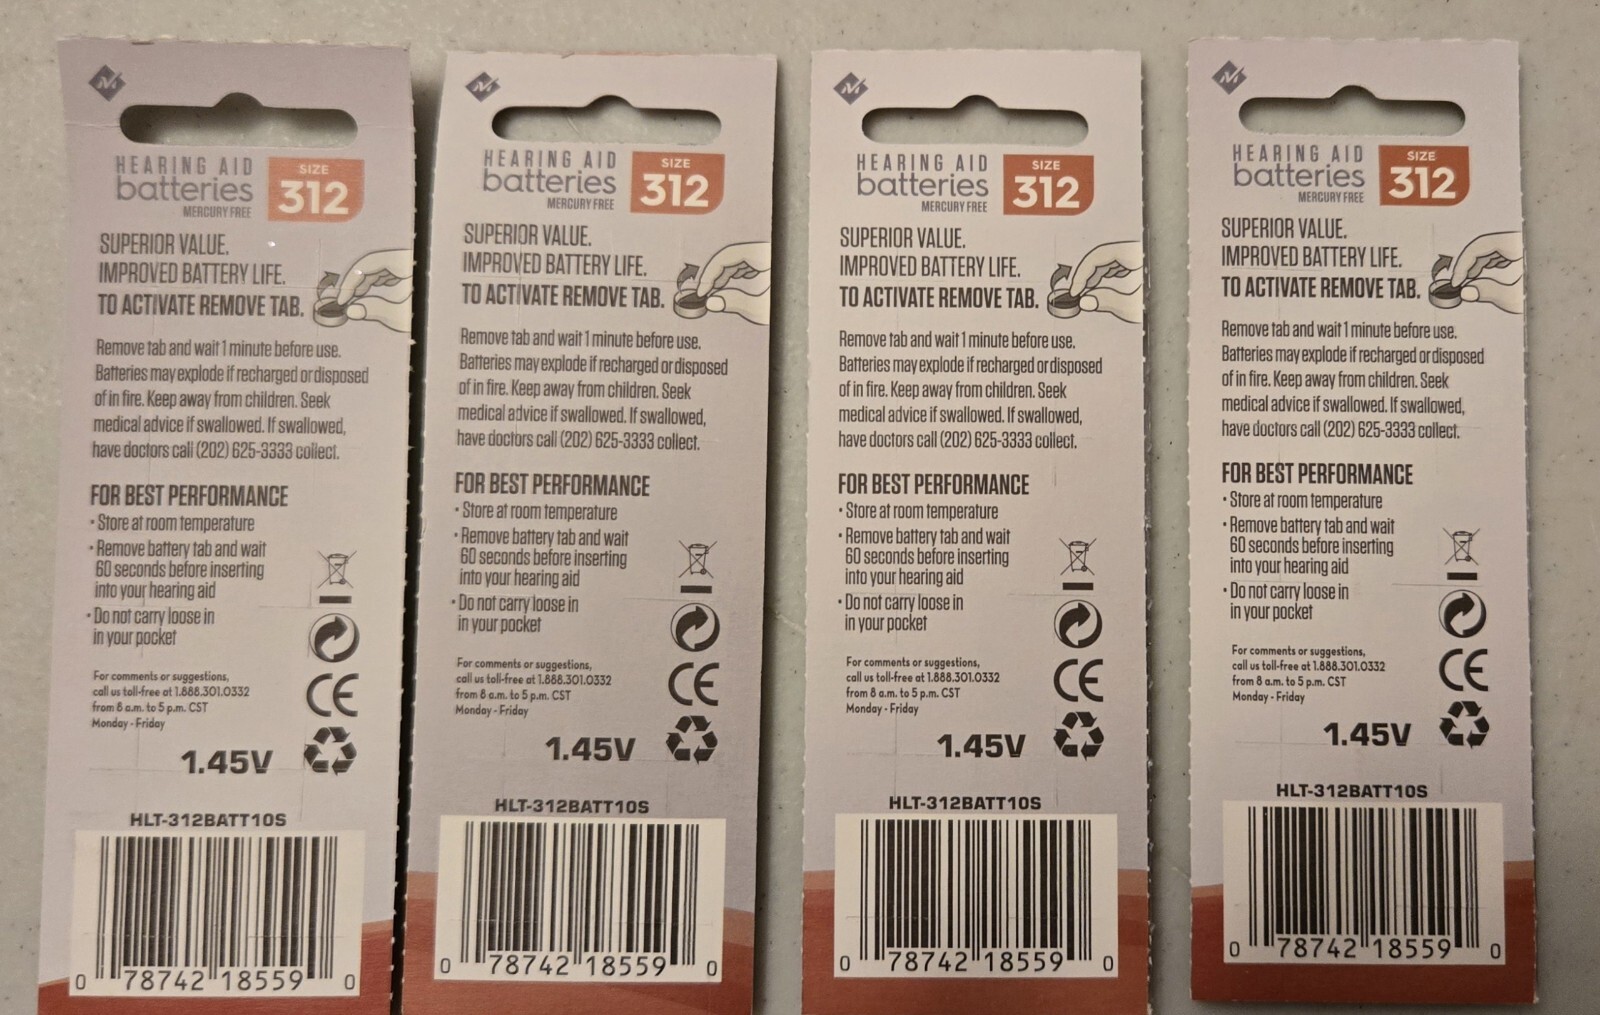 HEARING AID
batteries
MERCURY FREE
SIZE
312
SUPERIOR VALUE.
IMPROVED BATTERY LIFE.
TO ACTIVATE REMOVE TAB.
Remove tab and wait 1 minute before use.
Batteries may explode if recharged or disposed
of in fire. Keep away from children. Seek
medical advice if swallowed. If swallowed,
have doctors call (202) 625-3333 collect.
FOR BEST PERFORMANCE
• Store at room temperature
• Remove battery tab and wait
60 seconds before inserting
into your hearing aid
• Do not carry loose in
in your pocket
For comments or suggestions,
call us toll-free at 1.888.301.0332
from 8 a.m. to 5 p.m. CST
Monday - Friday
CE
1.45V
HLT-312BATT10S
0 78742 18559 0
HEARING AID
batteries
MERCURY FREE
SIZE
312
SUPERIOR VALUE.
IMPROVED BATTERY LIFE.
TO ACTIVATE REMOVE TAB.
Remove tab and wait 1 minute before use.
Batteries may explode if recharged or disposed
of in fire. Keep away from children. Seek
medical advice if swallowed. If swallowed,
have doctors call (202) 625-3333 collect.
FOR BEST PERFORMANCE
• Store at room temperature
• Remove battery tab and wait
60 seconds before inserting
into your hearing aid
• Do not carry loose in
in your pocket
For comments or suggestions,
call us toll-free at 1.888.301.0332
from 8 a.m. to 5 p.m. CST
Monday - Friday
CE
1.45V
HLT-312BATT10S
0 78742 18559 0
HEARING AID
batteries
MERCURY FREE
SIZE
312
SUPERIOR VALUE.
IMPROVED BATTERY LIFE.
TO ACTIVATE REMOVE TAB.
Remove tab and wait 1 minute before use.
Batteries may explode if recharged or disposed
of in fire. Keep away from children. Seek
medical advice if swallowed. If swallowed,
have doctors call (202) 625-3333 collect.
FOR BEST PERFORMANCE
• Store at room temperature
• Remove battery tab and wait
60 seconds before inserting
into your hearing aid
• Do not carry loose in
in your pocket
For comments or suggestions,
call us toll-free at 1.888.301.0332
from 8 a.m. to 5 p.m. CST
Monday - Friday
CE
1.45V
HLT-312BATT10S
0 78742 18559 0
HEARING AID
batteries
MERCURY FREE
SIZE
312
SUPERIOR VALUE.
IMPROVED BATTERY LIFE.
TO ACTIVATE REMOVE TAB.
Remove tab and wait 1 minute before use.
Batteries may explode if recharged or disposed
of in fire. Keep away from children. Seek
medical advice if swallowed. If swallowed,
have doctors call (202) 625-3333 collect.
FOR BEST PERFORMANCE
• Store at room temperature
• Remove battery tab and wait
60 seconds before inserting
into your hearing aid
• Do not carry loose in
in your pocket
For comments or suggestions,
call us toll-free at 1.888.301.0332
from 8 a.m. to 5 p.m. CST
Monday - Friday
CE
1.45V
HLT-312BATT10S
0 78742 18559 0